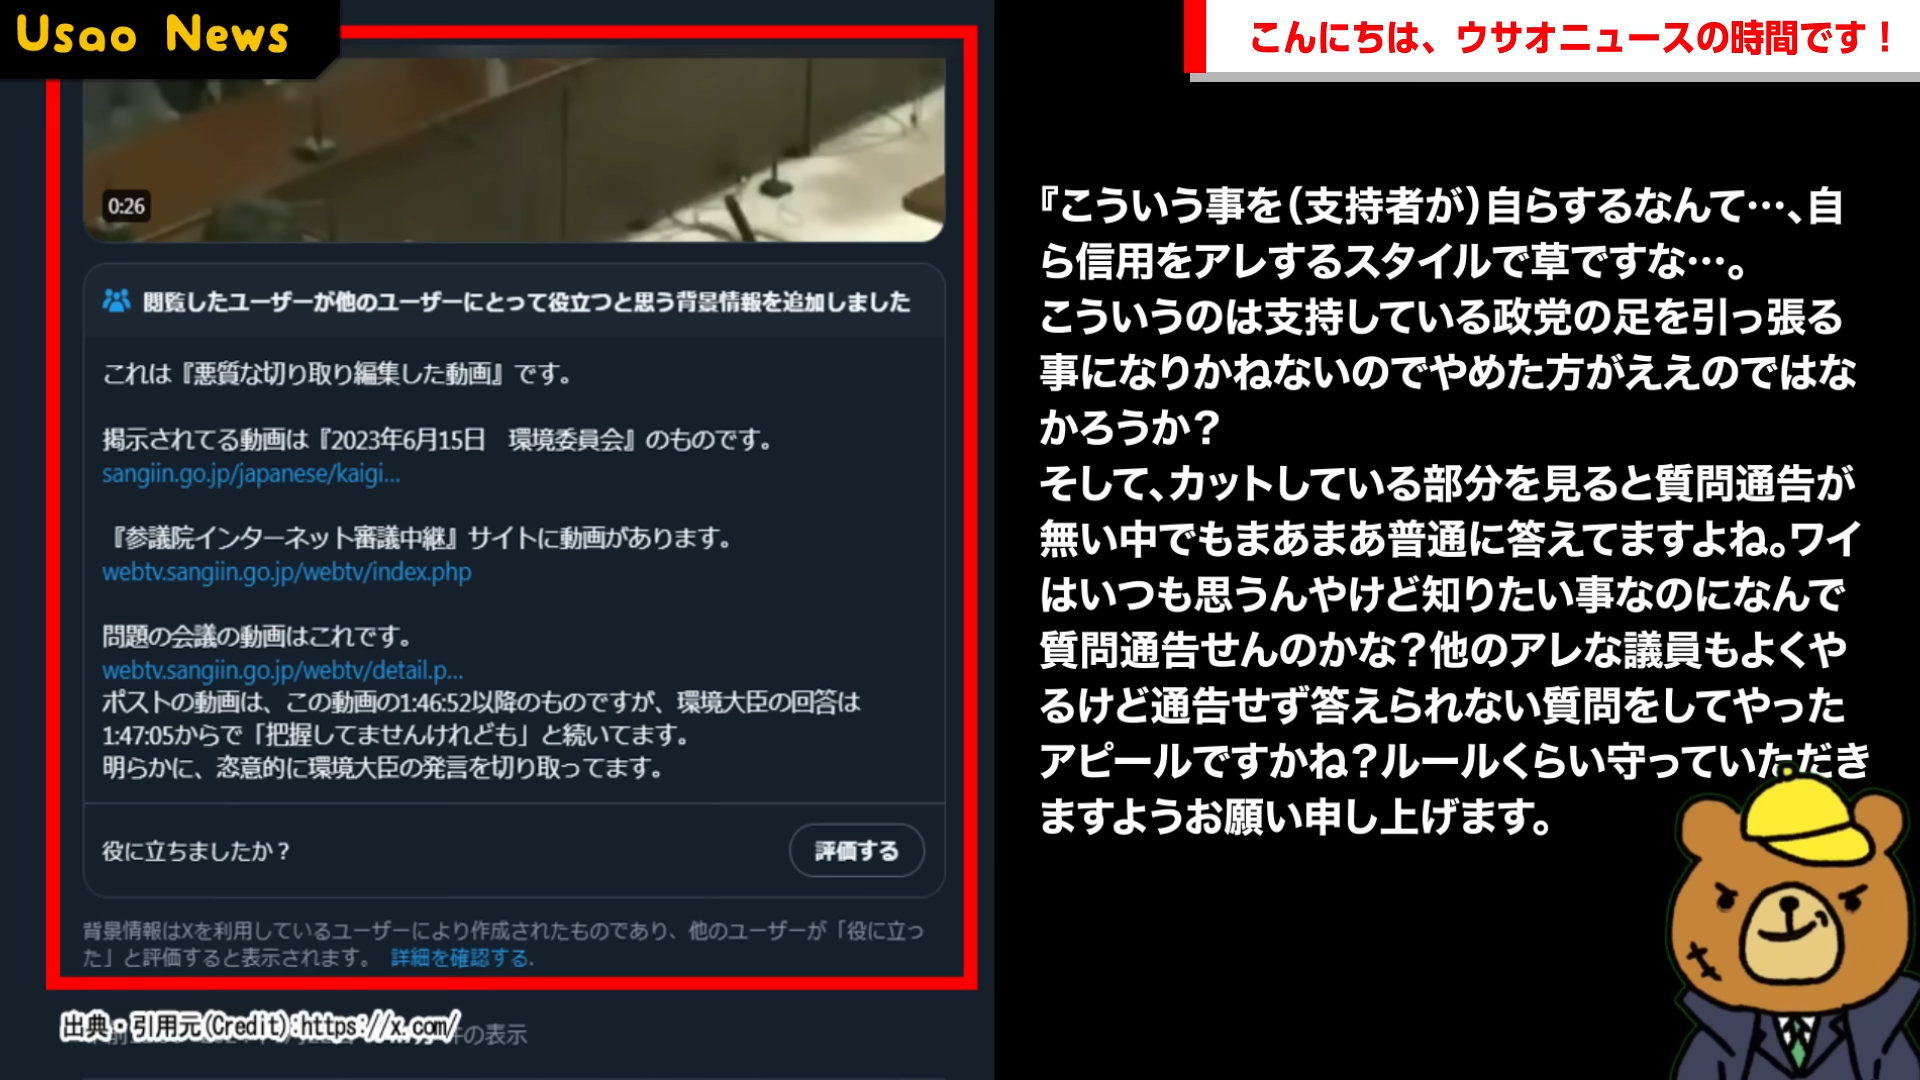 Usao News
こんにちは、ウサオニュースの時間です！
0:26
閲覧したユーザーが他のユーザーにとって役立つと思う背景情報を追加しました
これは『悪質な切り取り編集した動画』です。
掲示されてる動画は『2023年6月15日　環境委員会』のものです。
sangiin.go.jp/japanese/kaigi...
『参議院インターネット審議中継』サイトに動画があります。
webtv.sangiin.go.jp/webtv/index.php
問題の会議の動画はこれです。
webtv.sangiin.go.jp/webtv/detail.p...
ポストの動画は、この動画の1:46:52以降のものですが、環境大臣の回答は
1:47:05からで「把握してませんけれども」と続いてます。
明らかに、恣意的に環境大臣の発言を切り取ってます。
役に立ちましたか？
評価する
背景情報はXを利用しているユーザーにより作成されたものであり、他のユーザーが「役に立っ
た」と評価すると表示されます。 詳細を確認する.
出典・引用元(Credit):https://x.com/
件の表示
『こういう事を(支持者が)自らするなんて…、自
ら信用をアレするスタイルで草ですな…。
こういうのは支持している政党の足を引っ張る
事になりかねないのでやめた方がええのではな
かろうか？
そして、カットしている部分を見ると質問通告が
無い中でもまあまあ普通に答えてますよね。ワイ
はいつも思うんやけど知りたい事なのになんで
質問通告せんのかな？他のアレな議員もよくや
るけど通告せず答えられない質問をしてやった
アピールですかね？ルールくらい守っていただき
ますようお願い申し上げます。